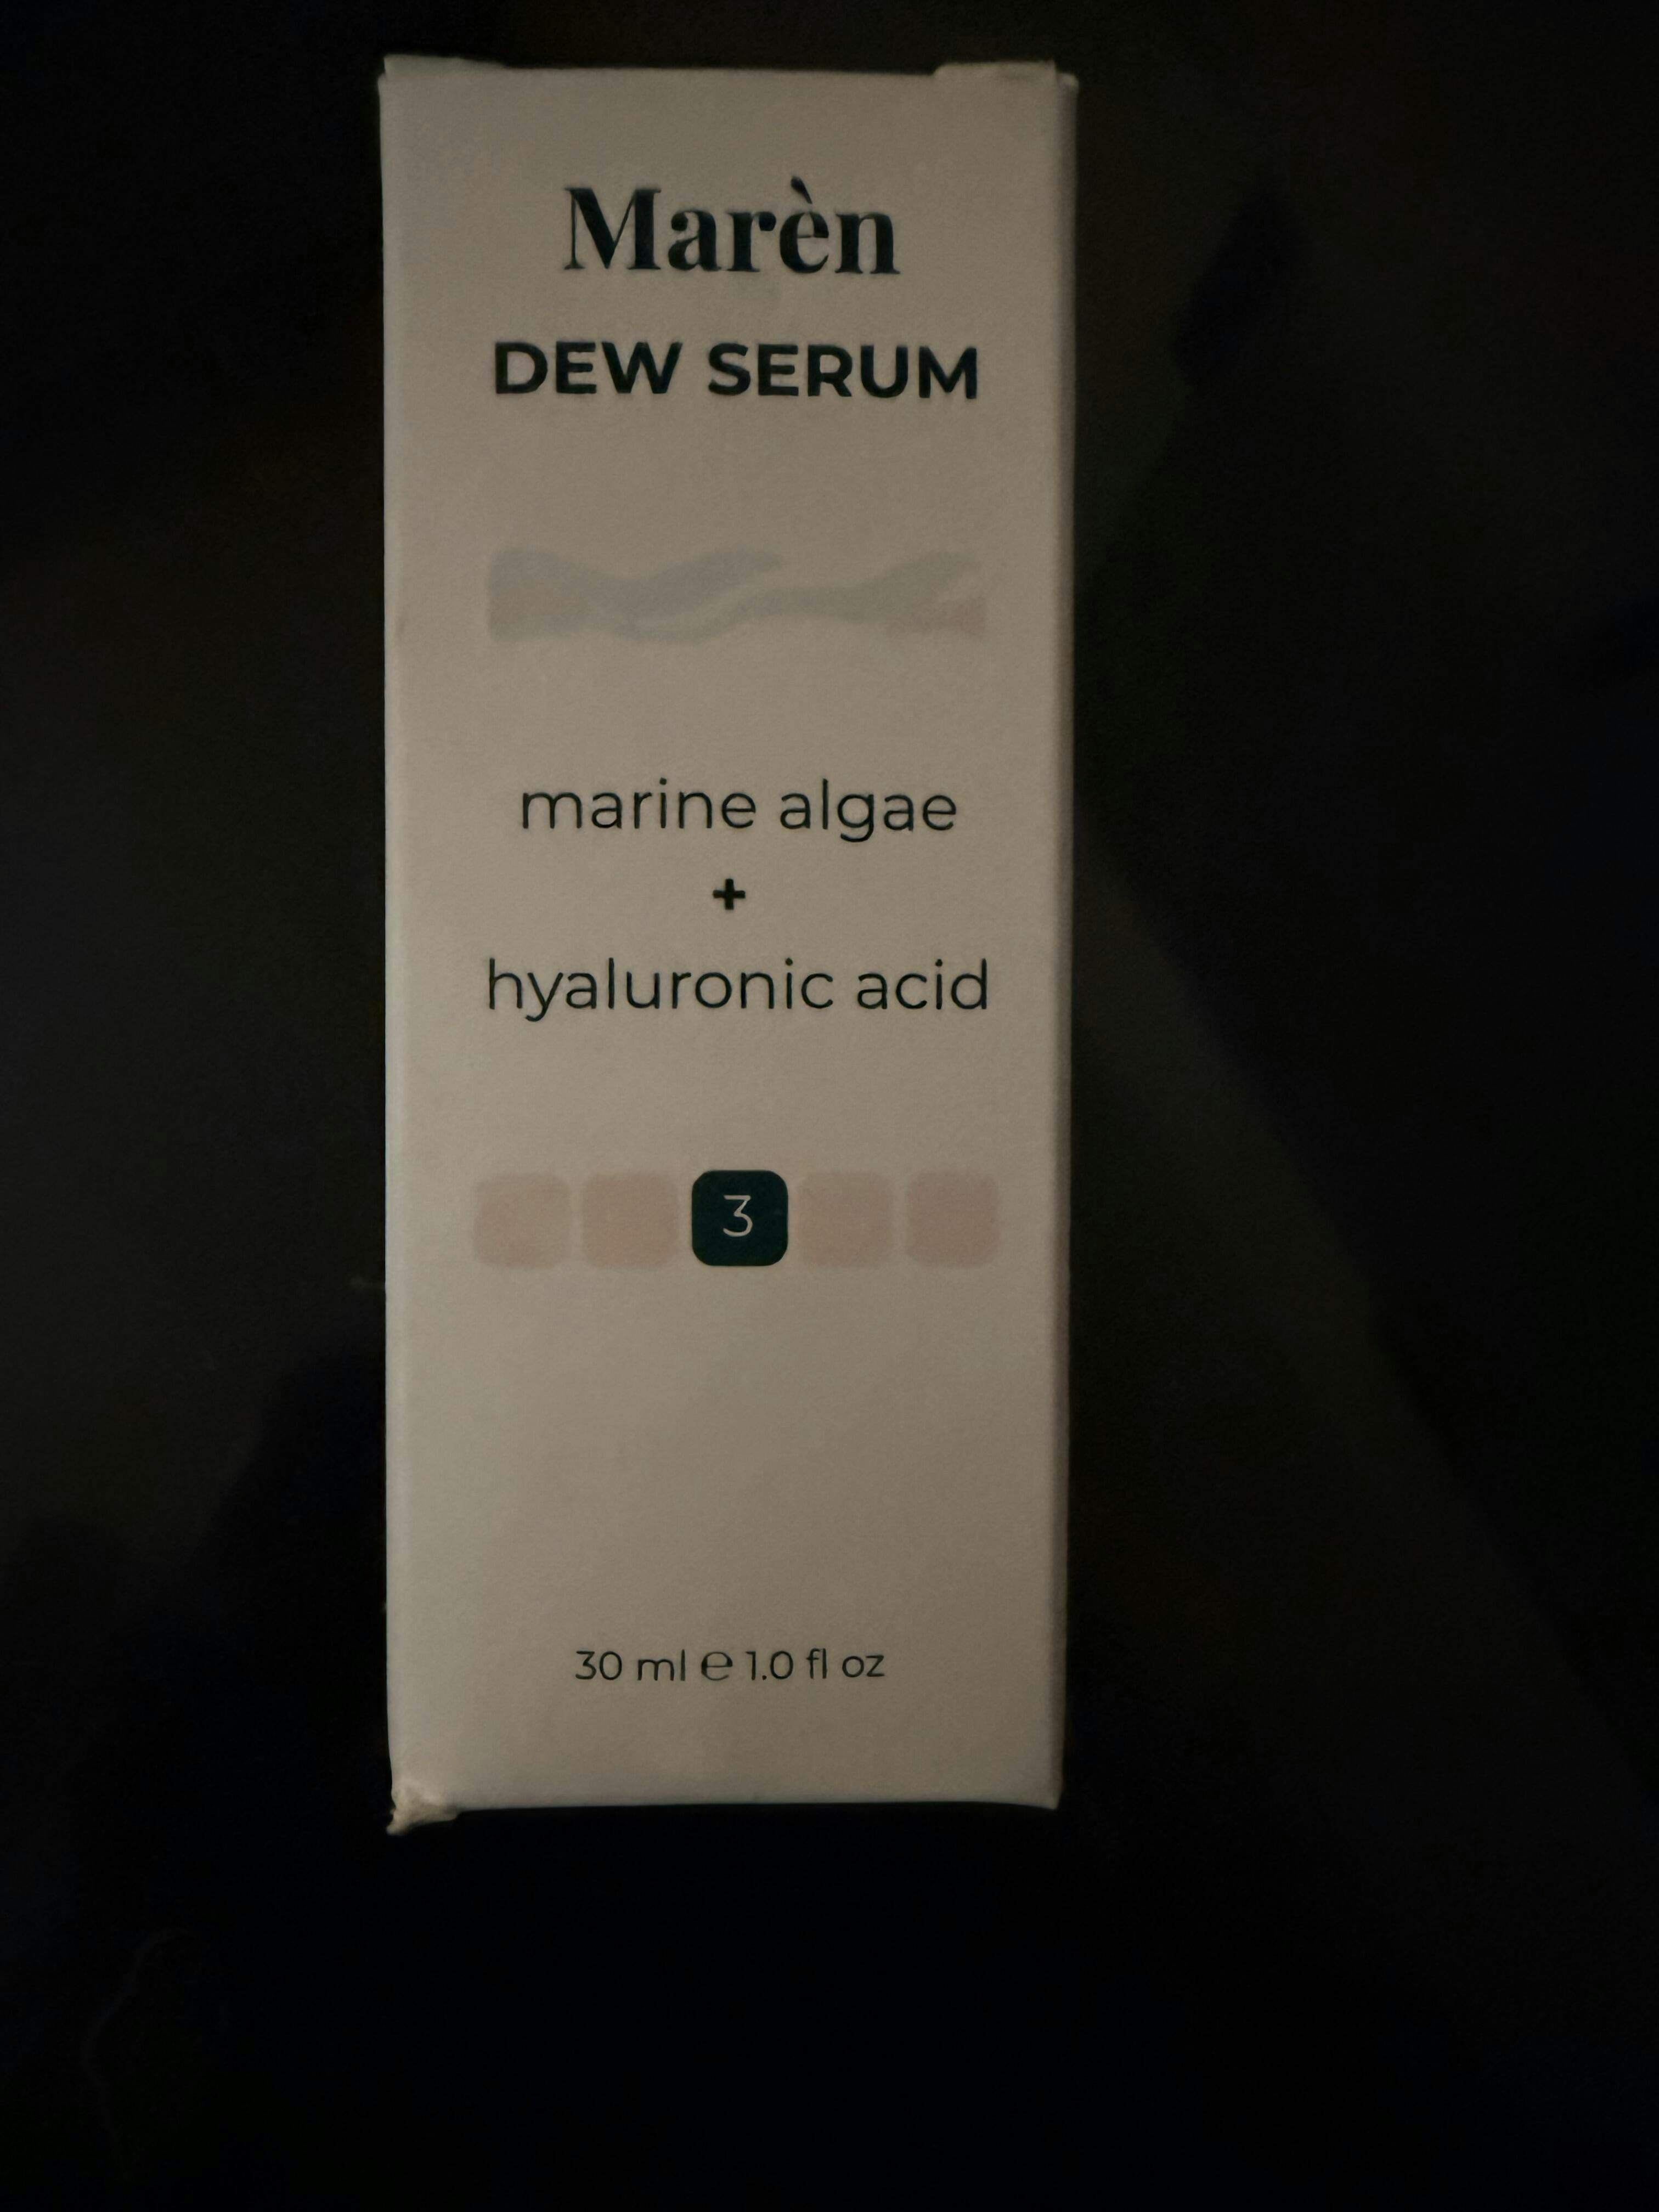 Marèn
DEW SERUM
marine algae
+
hyaluronic acid
3
30 ml ℮ 1.0 fl oz